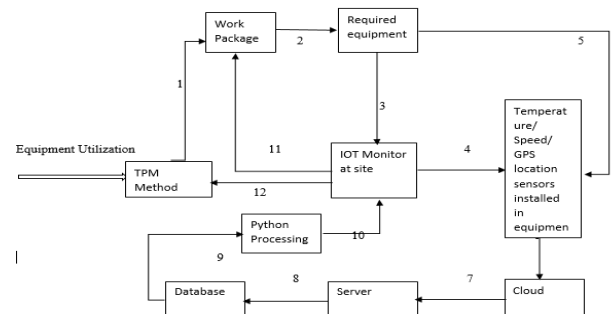 Work
Package
2
Required
equipment
5
1
3
Equipment Utilization
TPM
Method
11
12
IOT Monitor
at site
4
Temperat
ure/
Speed/
GPS
location
sensors
installed
in
equipmen
Python
Processing
10
9
Database
8
Server
7
Cloud